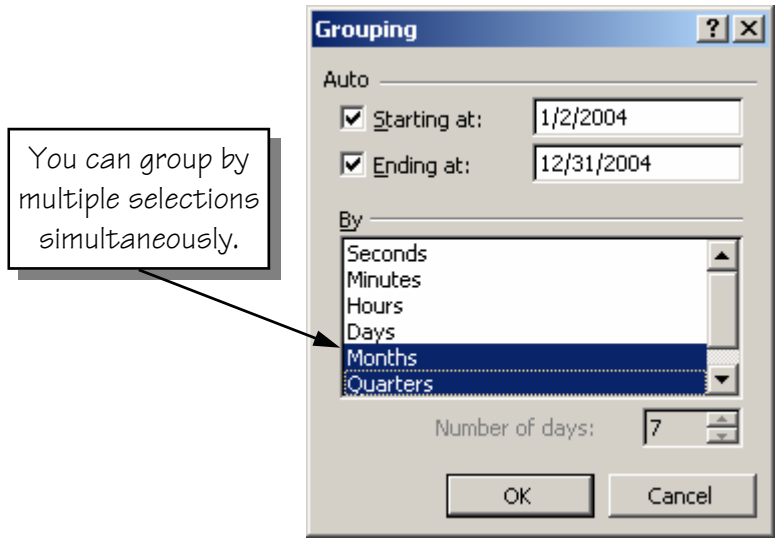 Grouping
Auto
Starting at: 1/2/2004
Ending at: 12/31/2004
You can group by
multiple selections
simultaneously.
By
Seconds
Minutes
Hours
Days
Months
Quarters
Number of days: 7
OK Cancel